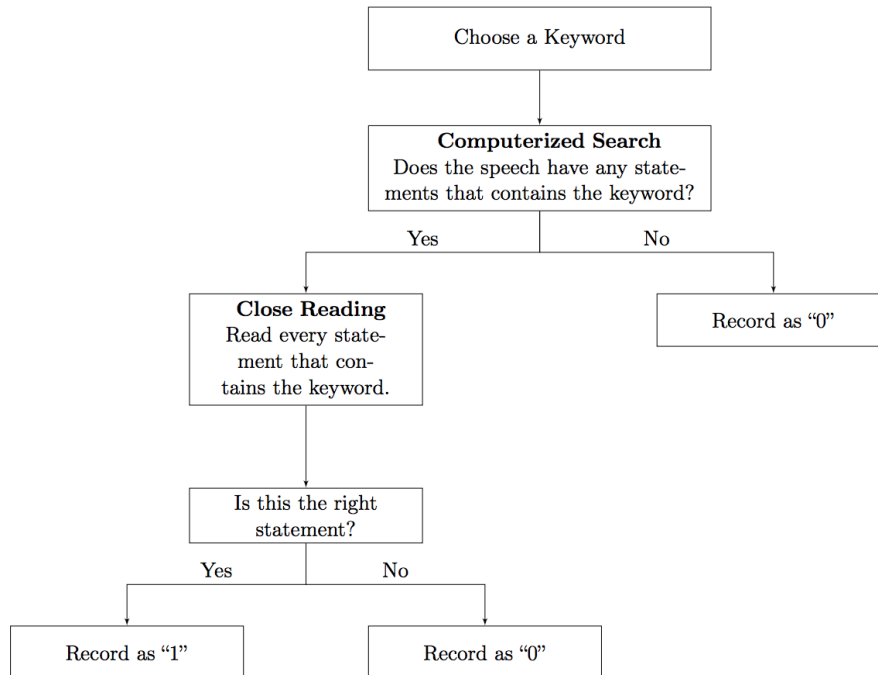 Choose a Keyword
Computerized Search
Does the speech have any state-
ments that contains the keyword?
Yes
No
Close Reading
Read every state-
ment that con-
tains the keyword.
Record as “0”
Is this the right
statement?
Yes
No
Record as “1”
Record as “0”